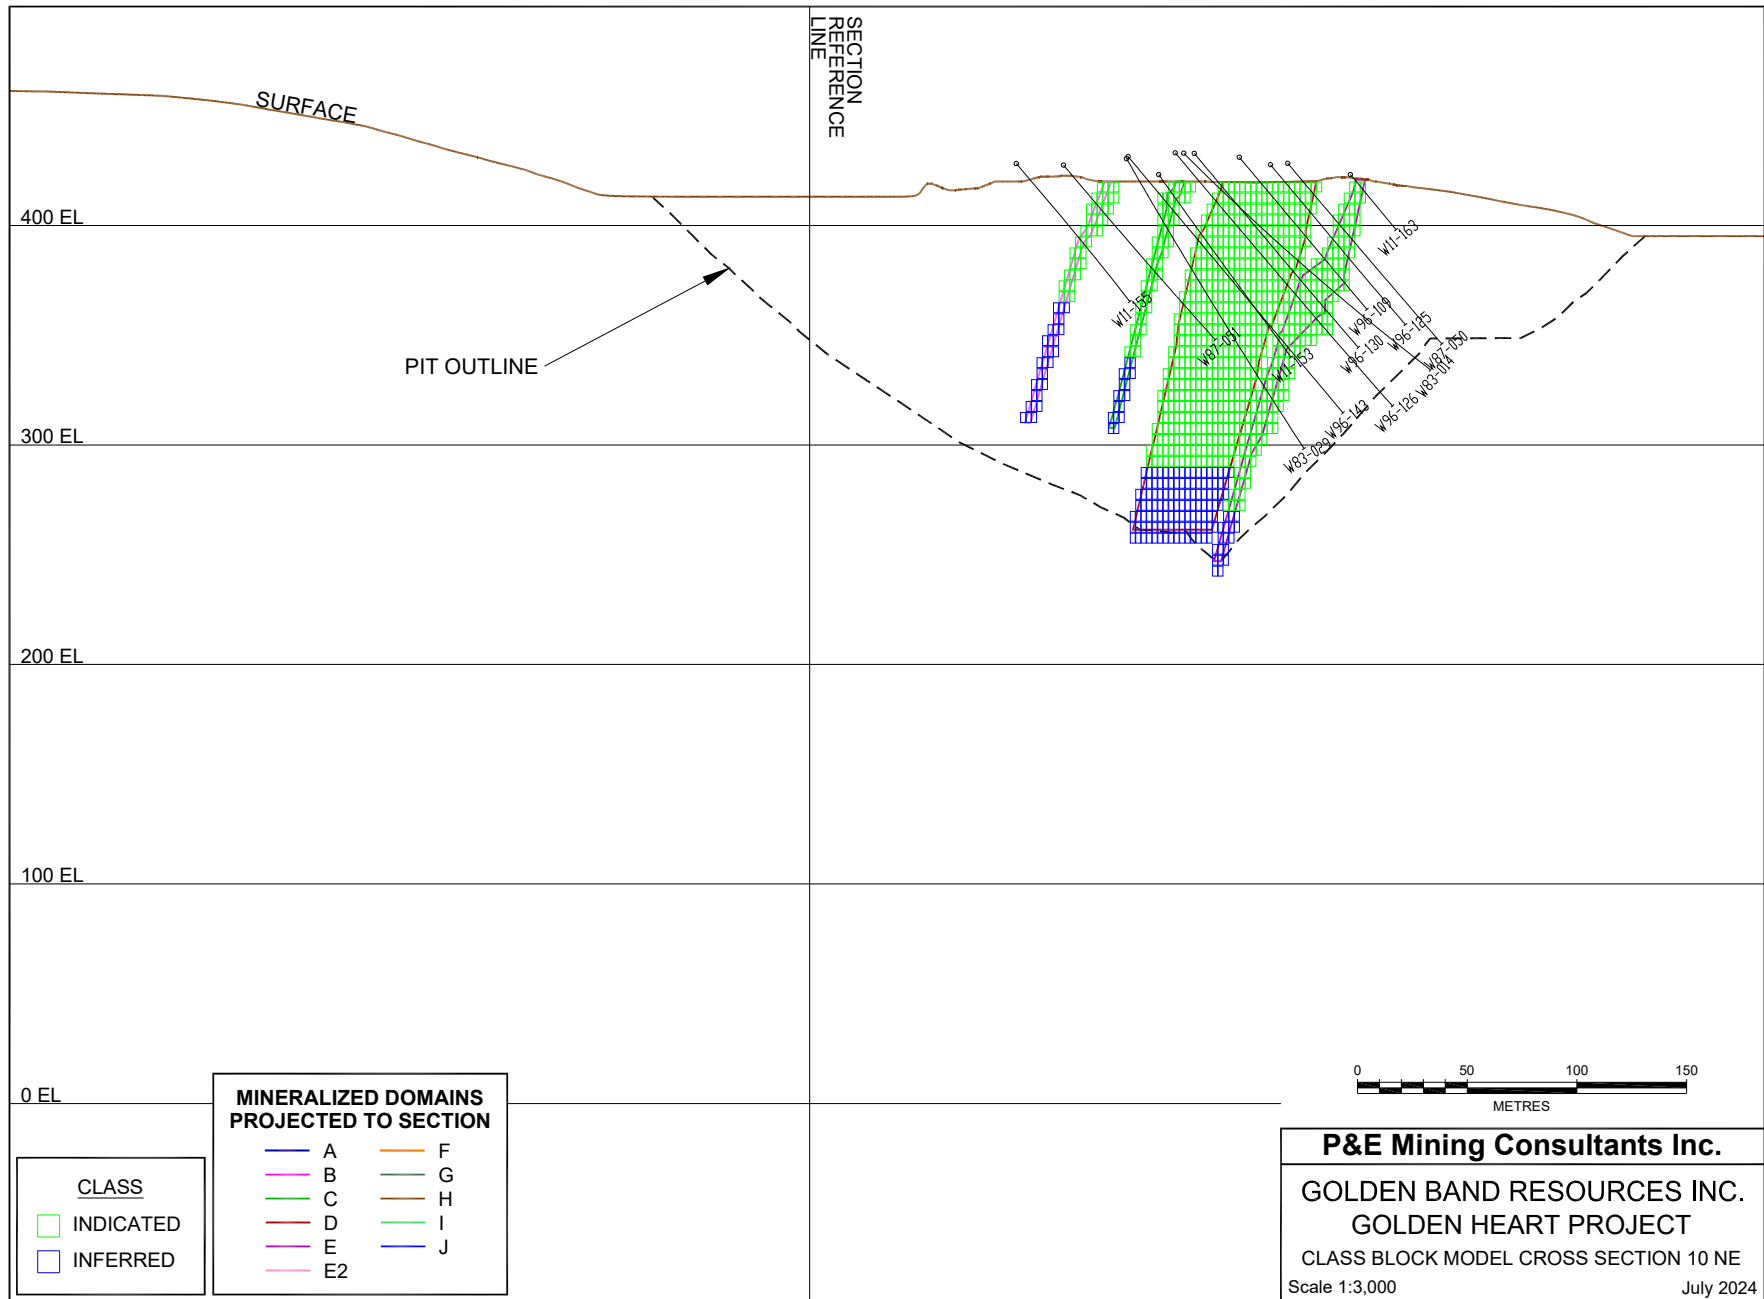 SECTION
REFERENCE
LINE
SURFACE
400 EL
W11-163
W11-155
W96-109
W96-125
W87-051
W96-130
W87-050
W11-153
W83-014
PIT OUTLINE
W96-143
W96-126
300 EL
W83-029
200 EL
100 EL
0 EL
CLASS
INDICATED
INFERRED
MINERALIZED DOMAINS
PROJECTED TO SECTION
A
B
C
D
E
E2
F
G
H
I
J
0 50 100 150
METRES
P&E Mining Consultants Inc.
GOLDEN BAND RESOURCES INC.
GOLDEN HEART PROJECT
CLASS BLOCK MODEL CROSS SECTION 10 NE
Scale 1:3,000 July 2024